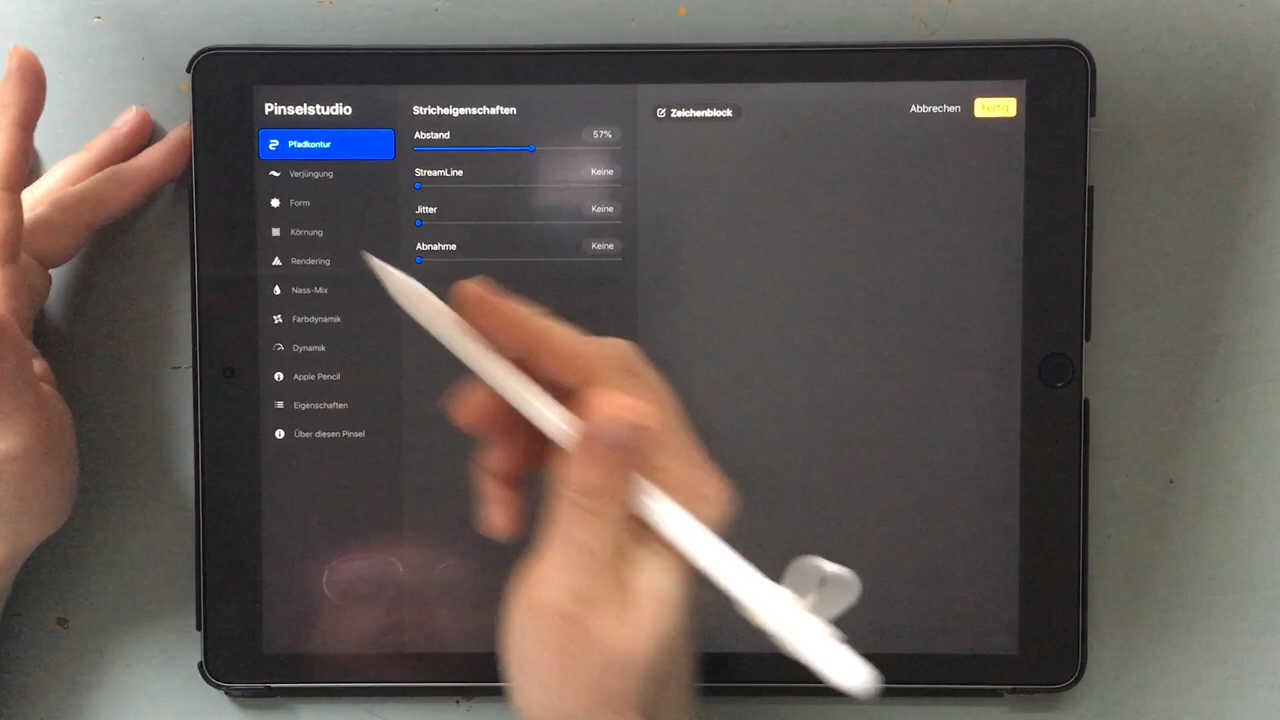 Pinselstudio
Pfadkontur
Verjüngung
Form
Körnung
Rendering
Nass-Mix
Farbdynamik
Dynamik
Apple Pencil
Eigenschaften
Über diesen Pinsel
Stricheigenschaften
Abstand 57%
StreamLine Keine
Jitter Keine
Abnahme Keine
Zeichenblock
Abbrechen Fertig